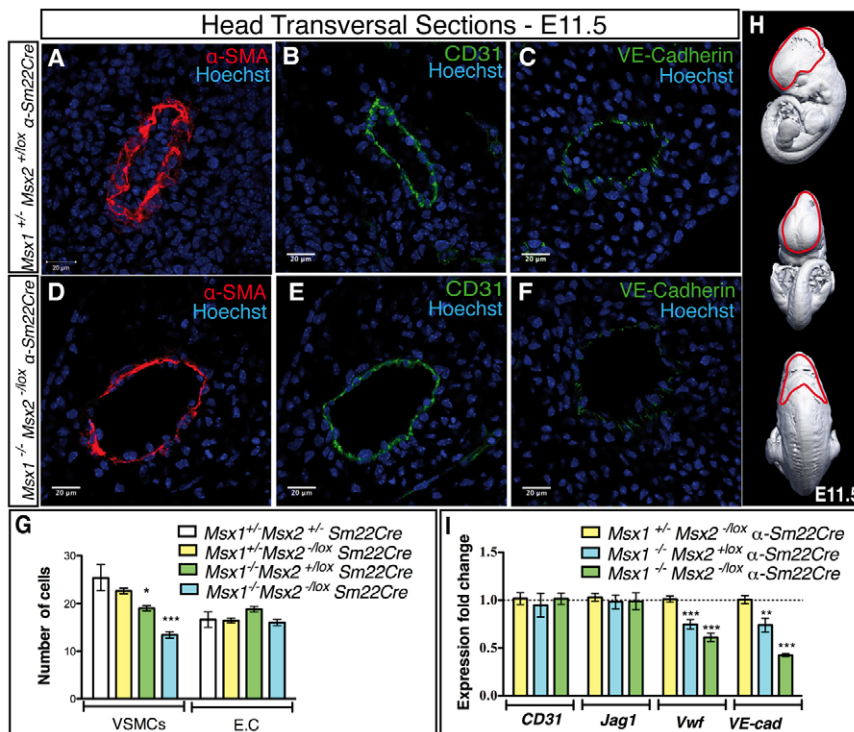 Head Transversal Sections - E11.5
H
Msx1 +/- Msx2 +/lox α-Sm22Cre
A
α-SMA
Hoechst
20 µm
B
CD31
Hoechst
20 µm
C
VE-Cadherin
Hoechst
20 µm
Msx1 -/- Msx2 -/lox α-Sm22Cre
D
α-SMA
Hoechst
20 µm
E
CD31
Hoechst
20 µm
F
VE-Cadherin
Hoechst
20 µm
E11.5
G
Msx1+/-Msx2 +/- Sm22Cre
Msx1+/-Msx2 -/lox Sm22Cre
Msx1-/-Msx2 +/lox Sm22Cre
Msx1-/-Msx2 -/lox Sm22Cre
Number of cells
30
20
10
0
*
***
VSMCs
E.C
I
Msx1 +/- Msx2 -/lox α-Sm22Cre
Msx1 -/- Msx2 +lox α-Sm22Cre
Msx1 -/- Msx2 -/lox α-Sm22Cre
Expression fold change
1.5
1.0
0.5
0.0
***
***
**
***
CD31
Jag1
Vwf
VE-cad